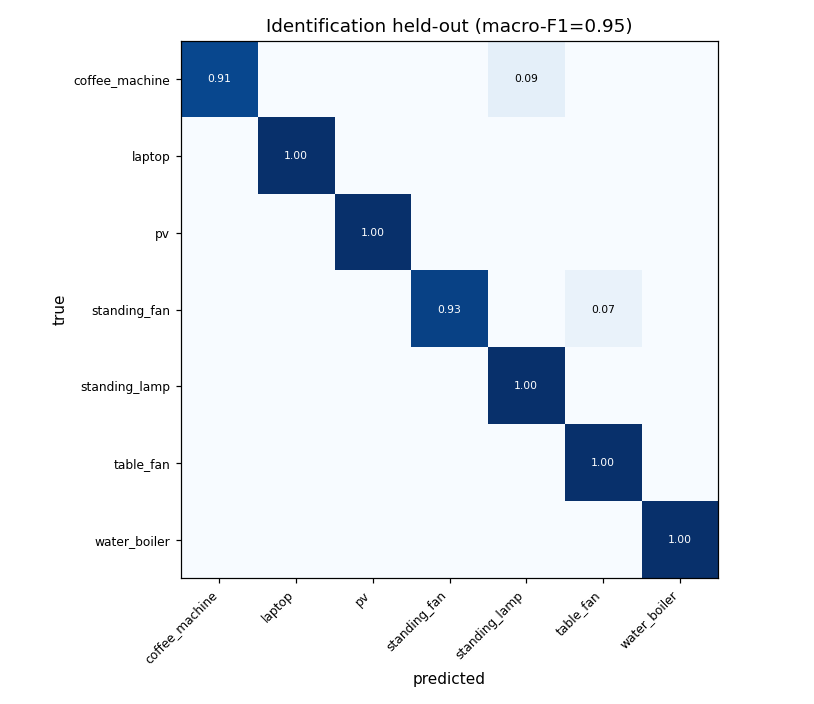 Identification held-out (macro-F1=0.95)
coffee_machine 0.91 0.09
laptop 1.00
pv 1.00
standing_fan 0.93 0.07
standing_lamp 1.00
table_fan 1.00
water_boiler 1.00
true
coffee_machine laptop pv standing_fan standing_lamp table_fan water_boiler
predicted